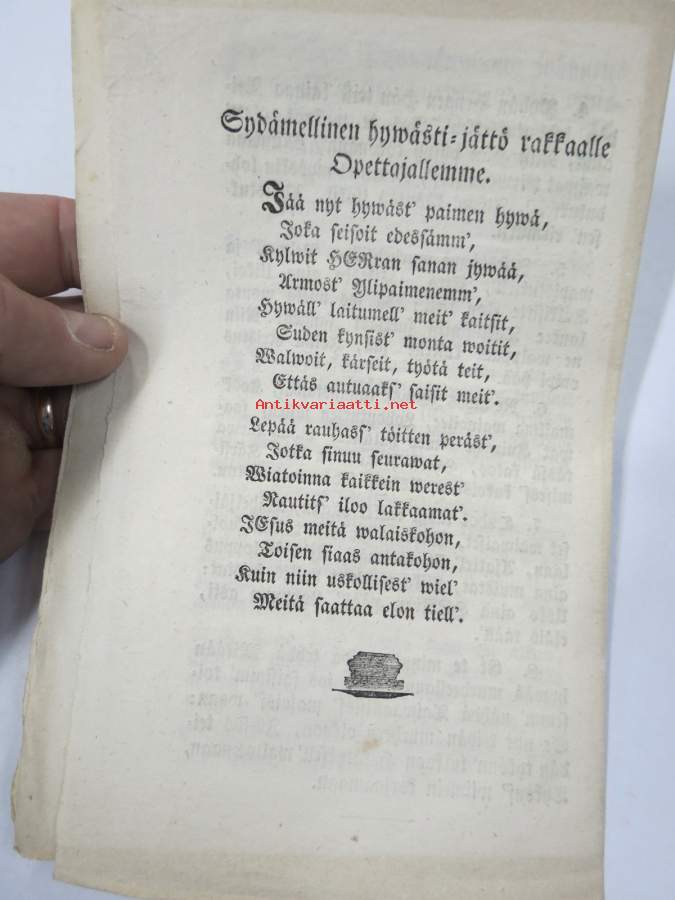 Sydämellinen hywästi-jättö rakkaalle
Opettajallemme.
Jää nyt hywäst' paimen hywä,
Joka seisoit edessämm',
Kylwit HERran sanan jywää,
Armost' Ylipaimenemm',
Hywäll' laitumell' meit' kaitsit,
Suden kynsist' monta woitit,
Walwoit, kärseit, työtä teit,
Ettäs autuaaks' saisit meit'.
Antikvariaatti.net
Lepää rauhass' töitten peräst',
Jotka sinuu seurawat,
Wiatoinna kaikkein werest'
Nautits' iloo lakkaamat'.
JEsus meitä walaiskohon,
Toisen siaas antakohon,
Kuin niin uskollisest' wiel'
Meitä saattaa elon tiell'.